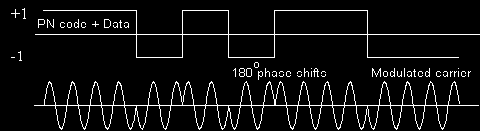 +1
PN code + Data
-1
180° phase shifts
Modulated carrier